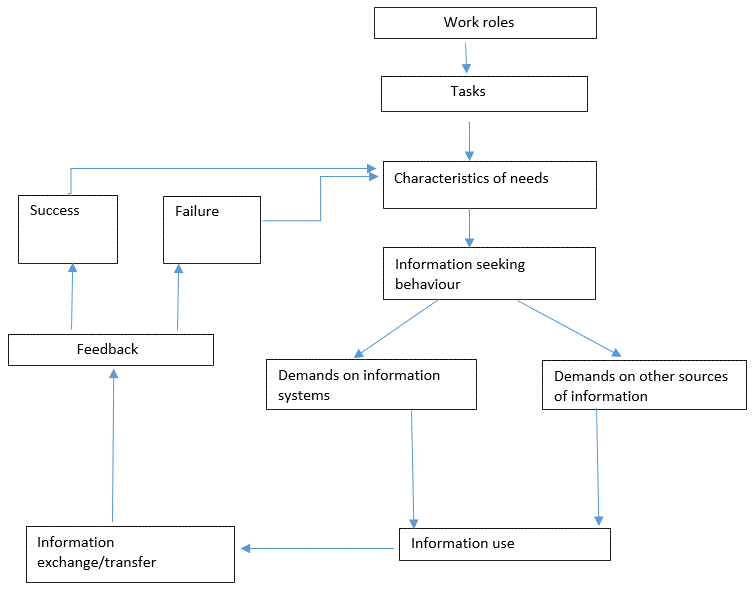 Work roles
Tasks
Characteristics of needs
Success
Failure
Information seeking
behaviour
Feedback
Demands on information
systems
Demands on other sources
of information
Information use
Information
exchange/transfer